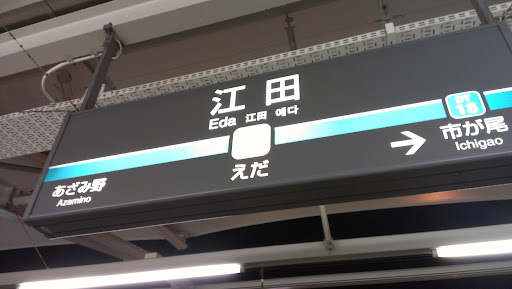 江田
Eda 江田 에다
えだ
あざみ野
Azamino
→
DT
18
市が尾
Ichigao